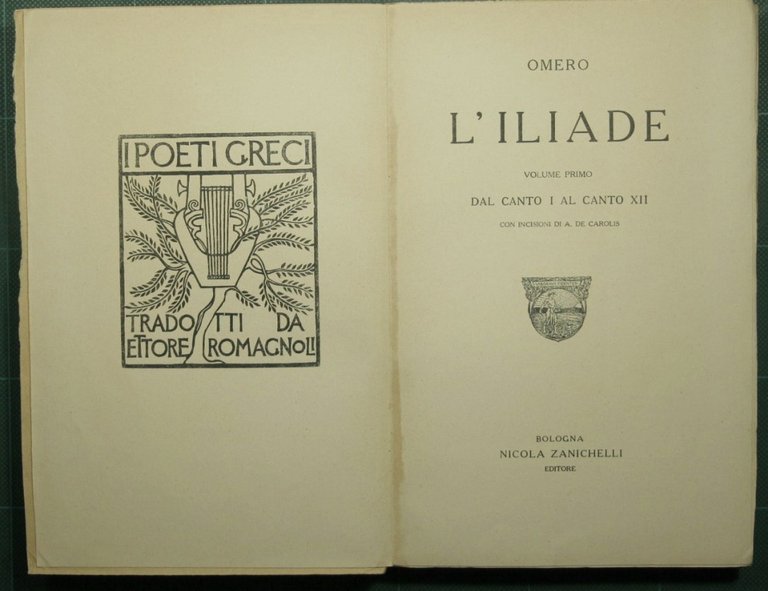 I POETI GRECI
TRADOTTI DA
ETTORE ROMAGNOLI
OMERO
L'ILIADE
VOLUME PRIMO
DAL CANTO I AL CANTO XII
CON INCISIONI DI A. DE CAROLIS
BOLOGNA
NICOLA ZANICHELLI
EDITORE